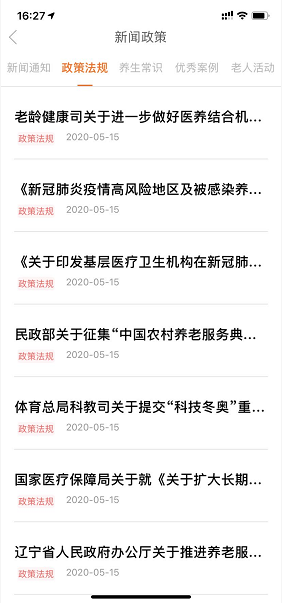 16:27
新闻政策
新闻通知 政策法规 养生常识 优秀案例 老人活动
老龄健康司关于进一步做好医养结合机...
政策法规 2020-05-15
《新冠肺炎疫情高风险地区及被感染养...
政策法规 2020-05-15
《关于印发基层医疗卫生机构在新冠肺...
政策法规 2020-05-15
民政部关于征集“中国农村养老服务典...
政策法规 2020-05-15
体育总局科教司关于提交“科技冬奥”重...
政策法规 2020-05-15
国家医疗保障局关于就《关于扩大长期...
政策法规 2020-05-15
辽宁省人民政府办公厅关于推进养老服...
政策法规 2020-05-15